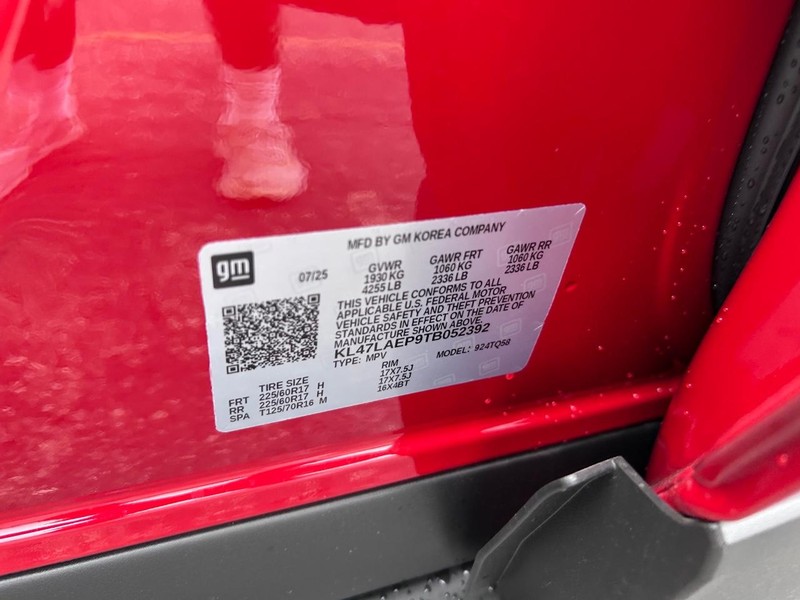 MFD BY GM KOREA COMPANY
gm
07/25
GVWR
1930 KG
4255 LB
GAWR FRT
1060 KG
2336 LB
GAWR RR
1060 KG
2336 LB
THIS VEHICLE CONFORMS TO ALL
APPLICABLE U.S. FEDERAL MOTOR
VEHICLE SAFETY AND THEFT PREVENTION
STANDARDS IN EFFECT ON THE DATE OF
MANUFACTURE SHOWN ABOVE.
KL47LAEP9TB052392
TYPE: MPV MODEL: 924TQ58
TIRE SIZE RIM
FRT 225/60R17 H 17X7.5J
RR 225/60R17 H 17X7.5J
SPA T125/70R16 M 16X4BT